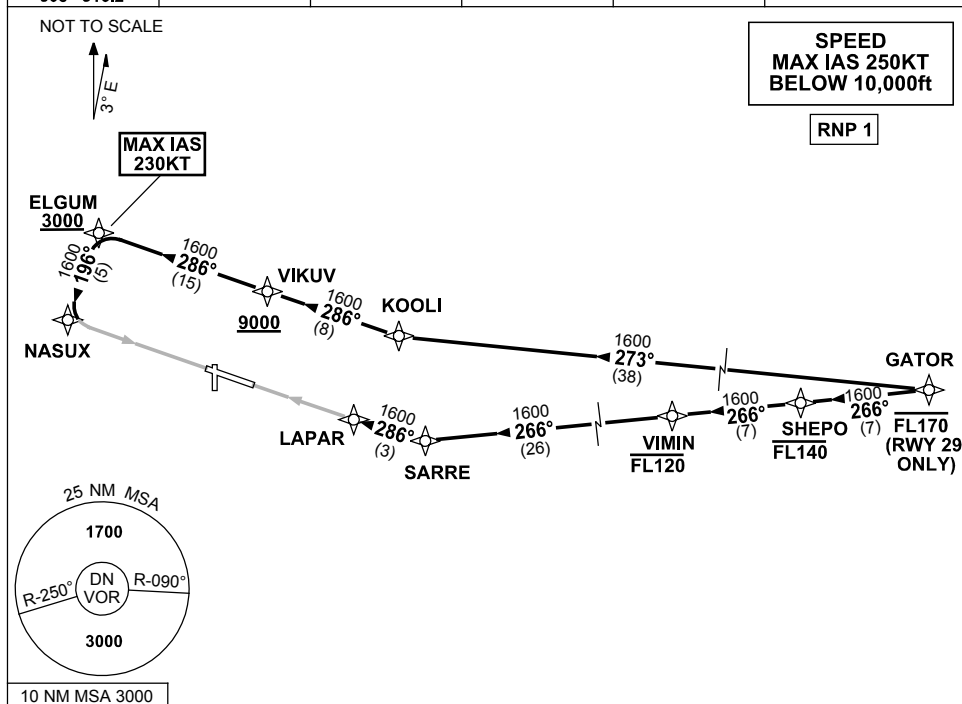 NOT TO SCALE
3° E
SPEED
MAX IAS 250KT
BELOW 10,000ft
RNP 1
MAX IAS
230KT
ELGUM
3000
1600
196°
(5)
1600
286°
(15)
VIKUV
9000
1600
286°
(8)
KOOLI
NASUX
1600
273°
(38)
GATOR
FL170
(RWY 29
ONLY)
1600
266°
(7)
SHEPO
FL140
1600
266°
(7)
VIMIN
FL120
1600
266°
(26)
SARRE
1600
286°
(3)
LAPAR
25 NM MSA
1700
R-250°
DN
VOR
R-090°
3000
10 NM MSA 3000